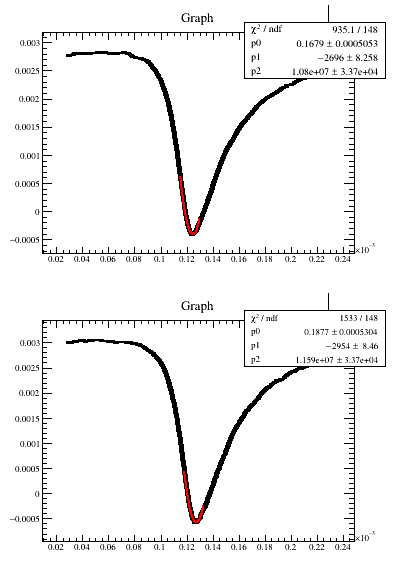 Graph
χ² / ndf 935.1 / 148
p0 0.1679 ± 0.0005053
p1 −2696 ± 8.258
p2 1.08e+07 ± 3.37e+04
0.003
0.0025
0.002
0.0015
0.001
0.0005
0
−0.0005
×10⁻³
0.02 0.04 0.06 0.08 0.1 0.12 0.14 0.16 0.18 0.2 0.22 0.24
Graph
χ² / ndf 1533 / 148
p0 0.1877 ± 0.0005304
p1 −2954 ± 8.46
p2 1.159e+07 ± 3.37e+04
0.003
0.0025
0.002
0.0015
0.001
0.0005
0
−0.0005
×10⁻³
0.02 0.04 0.06 0.08 0.1 0.12 0.14 0.16 0.18 0.2 0.22 0.24